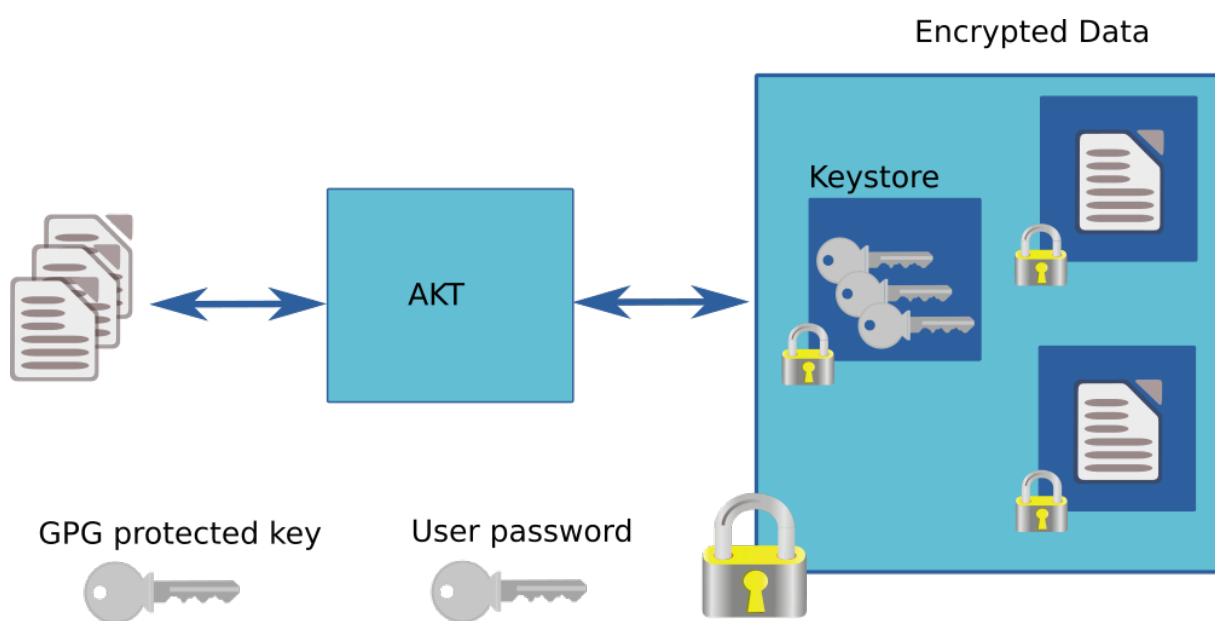 Encrypted Data
Keystore
AKT
GPG protected key
User password